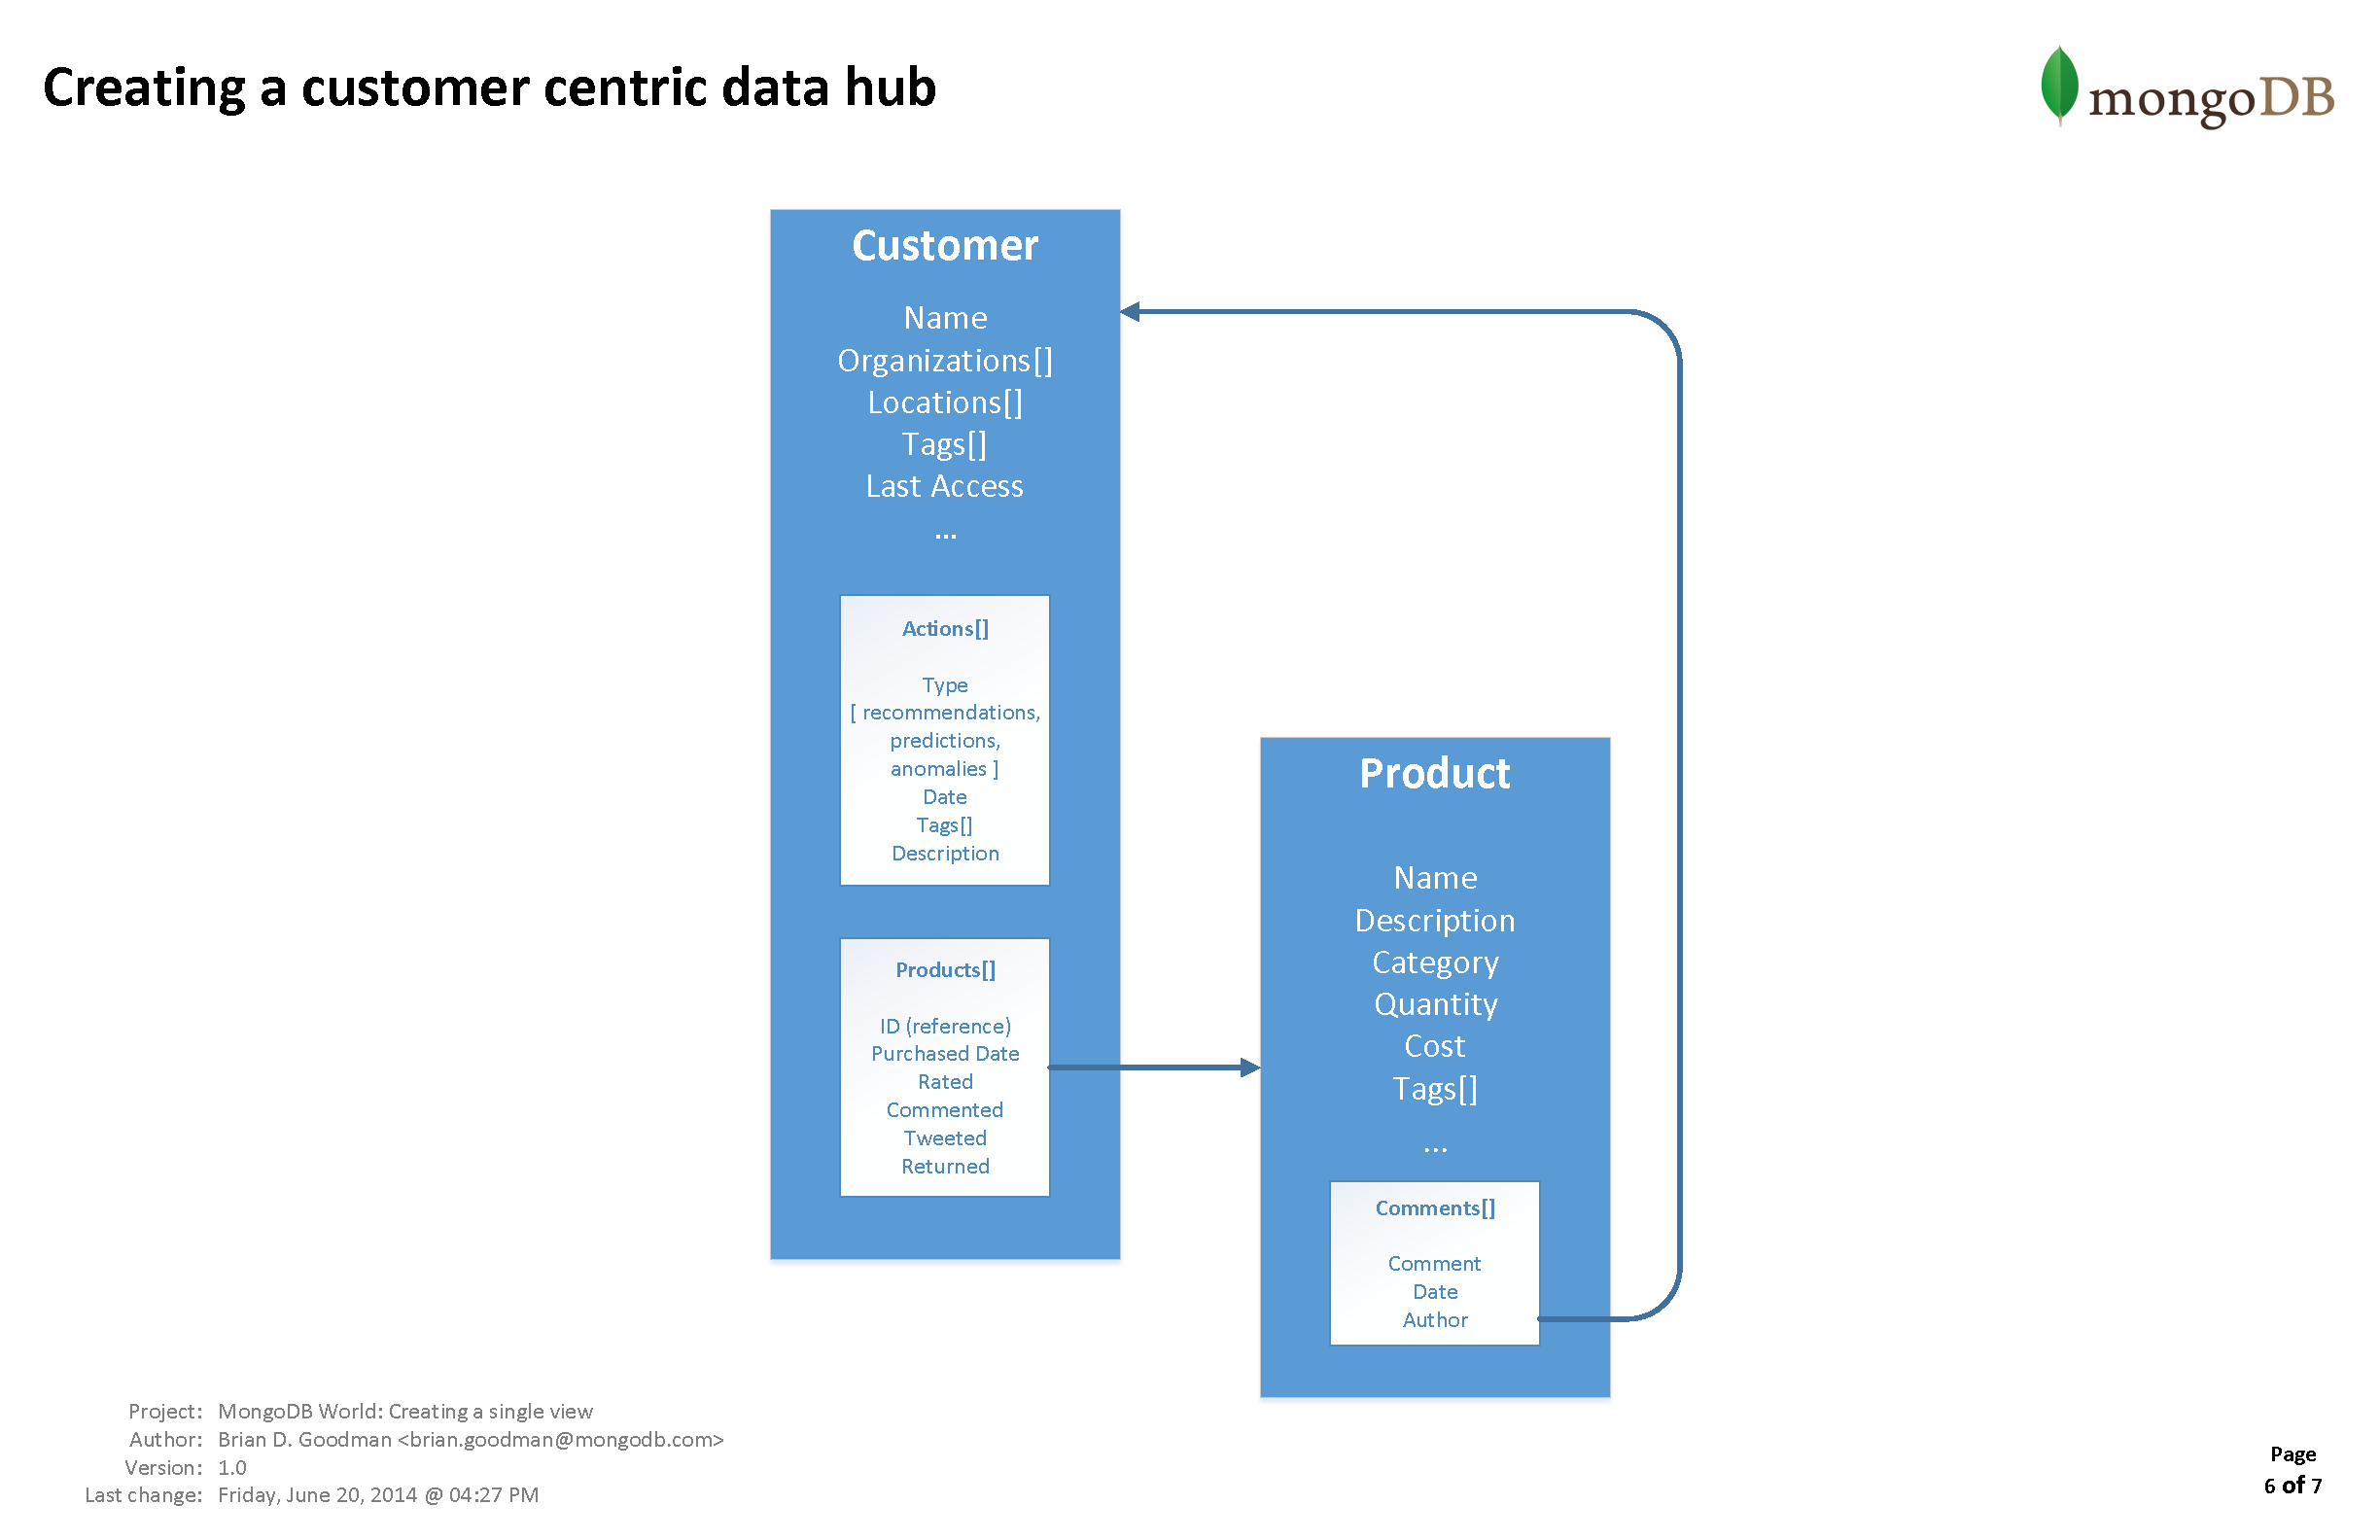 Creating a customer centric data hub
mongoDB
Customer
Name
Organizations[]
Locations[]
Tags[]
Last Access
...
Actions[]
Type
[ recommendations,
predictions,
anomalies ]
Date
Tags[]
Description
Products[]
ID (reference)
Purchased Date
Rated
Commented
Tweeted
Returned
Product
Name
Description
Category
Quantity
Cost
Tags[]
...
Comments[]
Comment
Date
Author
Project: MongoDB World: Creating a single view
Author: Brian D. Goodman <brian.goodman@mongodb.com>
Version: 1.0
Last change: Friday, June 20, 2014 @ 04:27 PM
Page
6 of 7